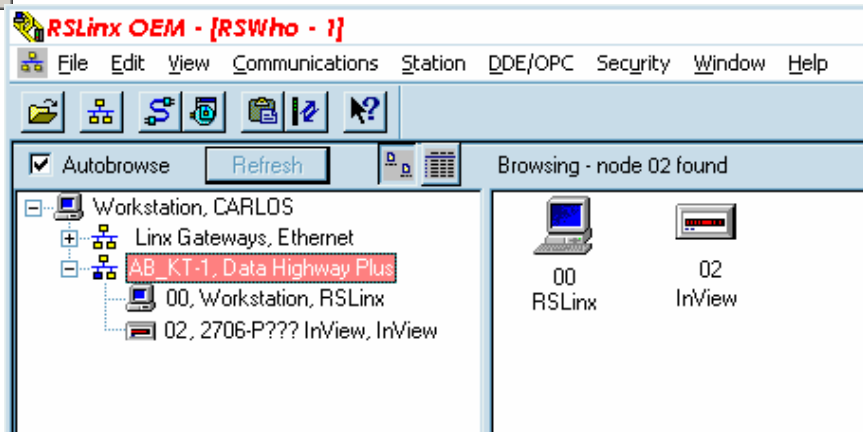 RSLinx OEM - [RSWho - 1]
File Edit View Communications Station DDE/OPC Security Window Help
Autobrowse Refresh Browsing - node 02 found
Workstation, CARLOS
Linx Gateways, Ethernet
AB_KT-1, Data Highway Plus
00, Workstation, RSLinx
02, 2706-P??? InView, InView
00
RSLinx
02
InView